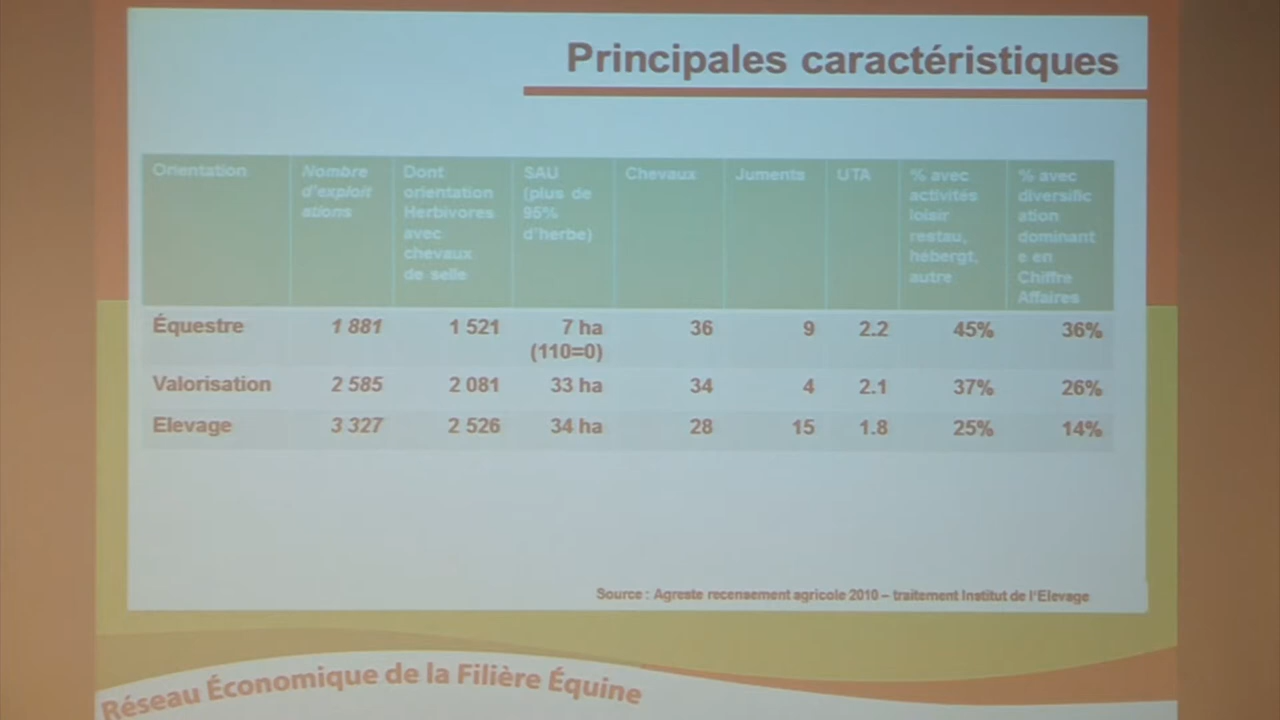 Principales caractéristiques
Orientation
Nombre
d'exploit
ations
Dont
orientation
Herbivores
avec
chevaux
de selle
SAU
(plus de
95%
d'herbe)
Chevaux
Juments
UTA
% avec
activités
loisir
restau,
hébergt,
autre
% avec
diversific
ation
dominant
e en
Chiffre
Affaires
Équestre 1 881 1 521 7 ha 36 9 2.2 45% 36%
(110=0)
Valorisation 2 585 2 081 33 ha 34 4 2.1 37% 26%
Elevage 3 327 2 526 34 ha 28 15 1.8 25% 14%
Source : Agreste recensement agricole 2010 – traitement Institut de l'Elevage
Réseau Économique de la Filière Équine